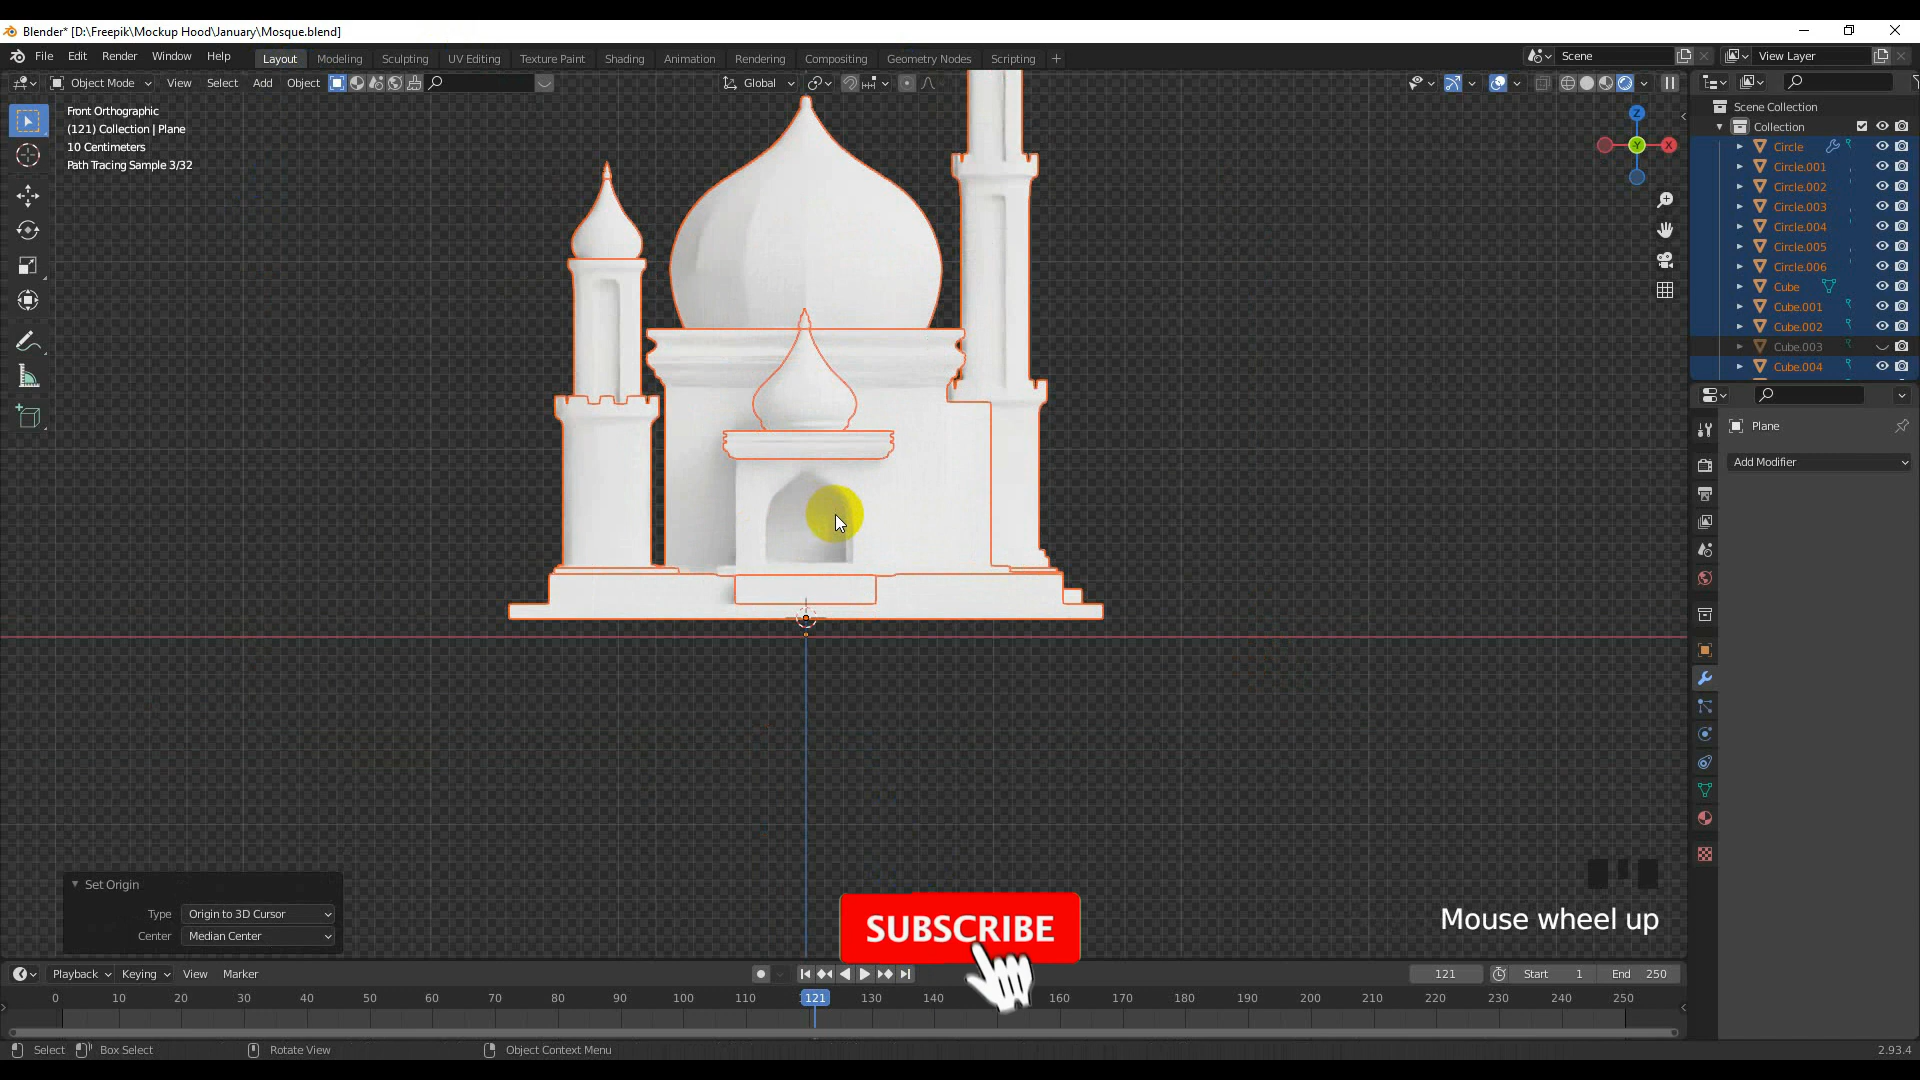 Blender* [D:\Freepik\Mockup Hood\January\Mosque.blend]
File Edit Render Window Help Layout Modeling Sculpting UV Editing Texture Paint Shading Animation Rendering Compositing Geometry Nodes Scripting + Scene View Layer
Object Mode View Select Add Object Global
Front Orthographic
(121) Collection | Plane
10 Centimeters
Path Tracing Sample 3/32
Z
Y
X
Scene Collection
Collection
Circle
Circle.001
Circle.002
Circle.003
Circle.004
Circle.005
Circle.006
Cube
Cube.001
Cube.002
Cube.003
Cube.004
Plane
Add Modifier
Set Origin
Type Origin to 3D Cursor
Center Median Center
SUBSCRIBE
Mouse wheel up
Playback Keying View Marker 121 Start 1 End 250
0 10 20 30 40 50 60 70 80 90 100 110 121 130 140 150 160 170 180 190 200 210 220 230 240 250
Select Box Select Rotate View Object Context Menu 2.93.4